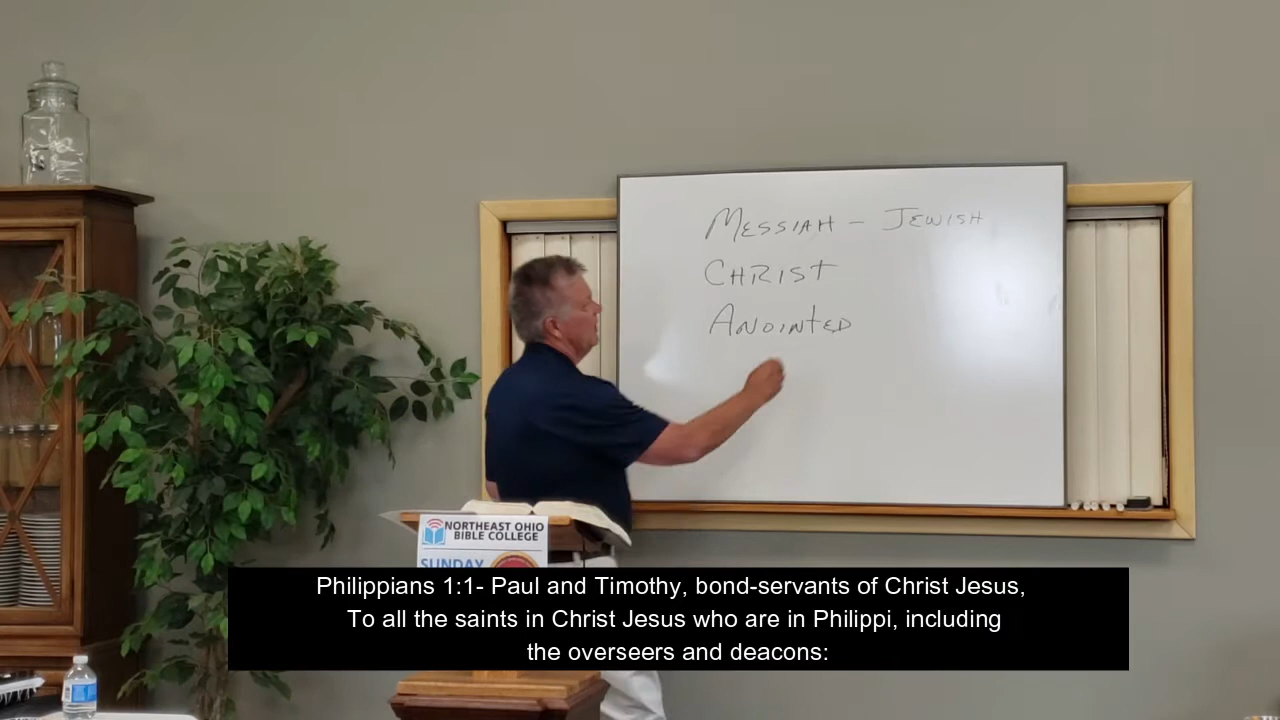 MESSIAH – JEWISH
CHRIST
ANOINTED
NORTHEAST OHIO
BIBLE COLLEGE
SUNDAY
Philippians 1:1- Paul and Timothy, bond-servants of Christ Jesus,
To all the saints in Christ Jesus who are in Philippi, including
the overseers and deacons: